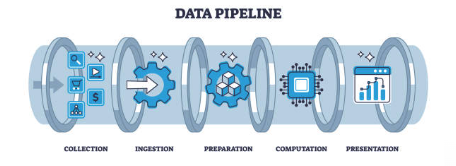 DATA PIPELINE
$
COLLECTION INGESTION PREPARATION COMPUTATION PRESENTATION